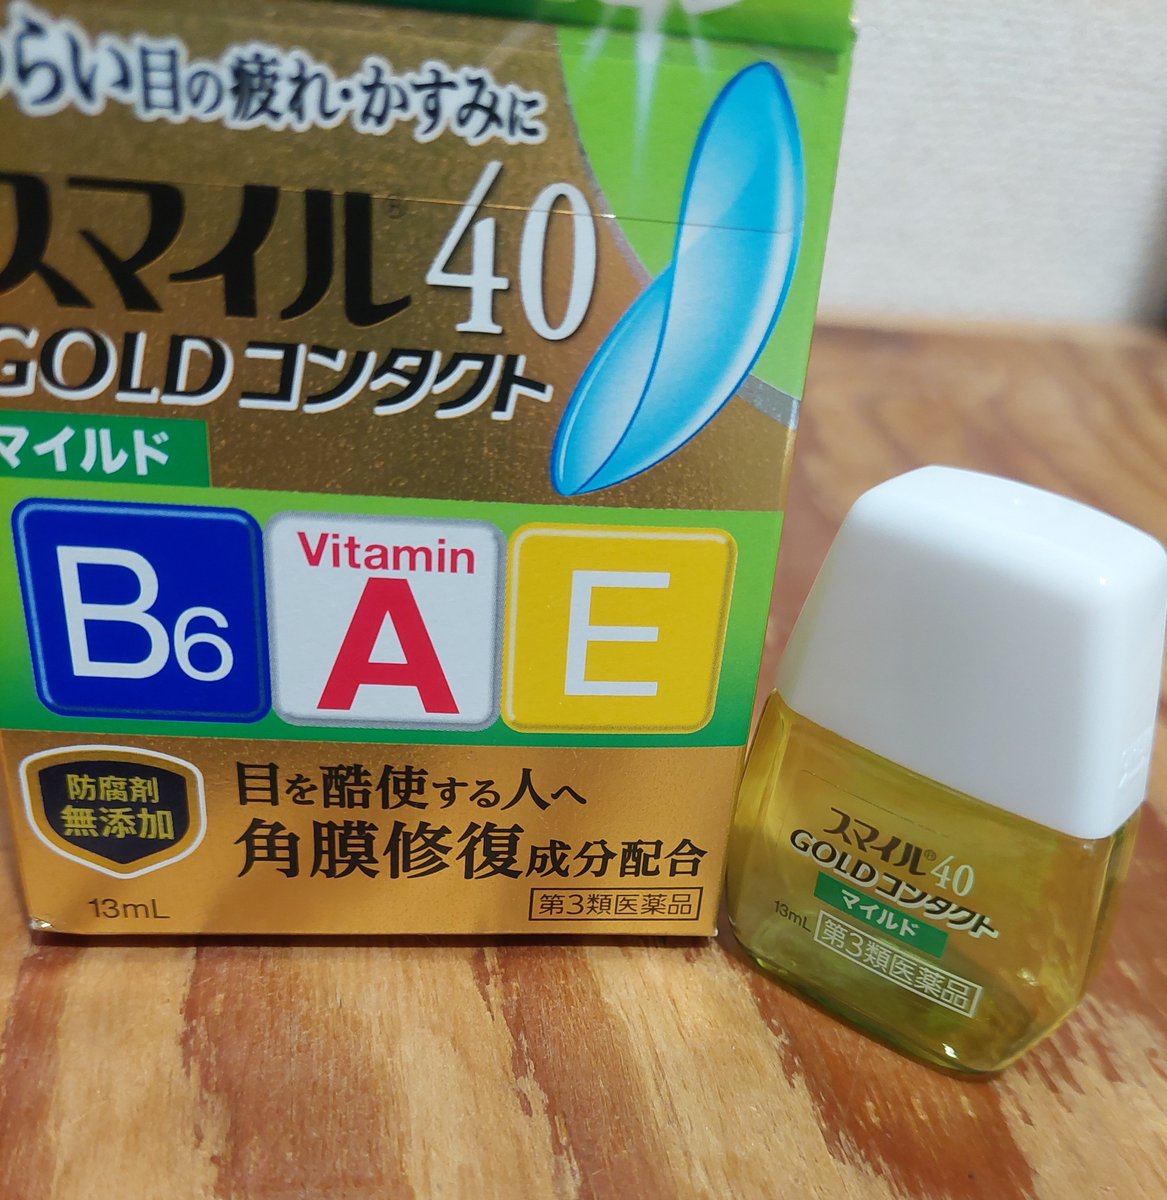 つらい目の疲れ・かすみに
スマイル®40
GOLDコンタクト
マイルド
B6
Vitamin
A
E
防腐剤
無添加
目を酷使する人へ
角膜修復成分配合
13mL
第3類医薬品
スマイル®40
GOLDコンタクト
マイルド
13mL
第3類医薬品